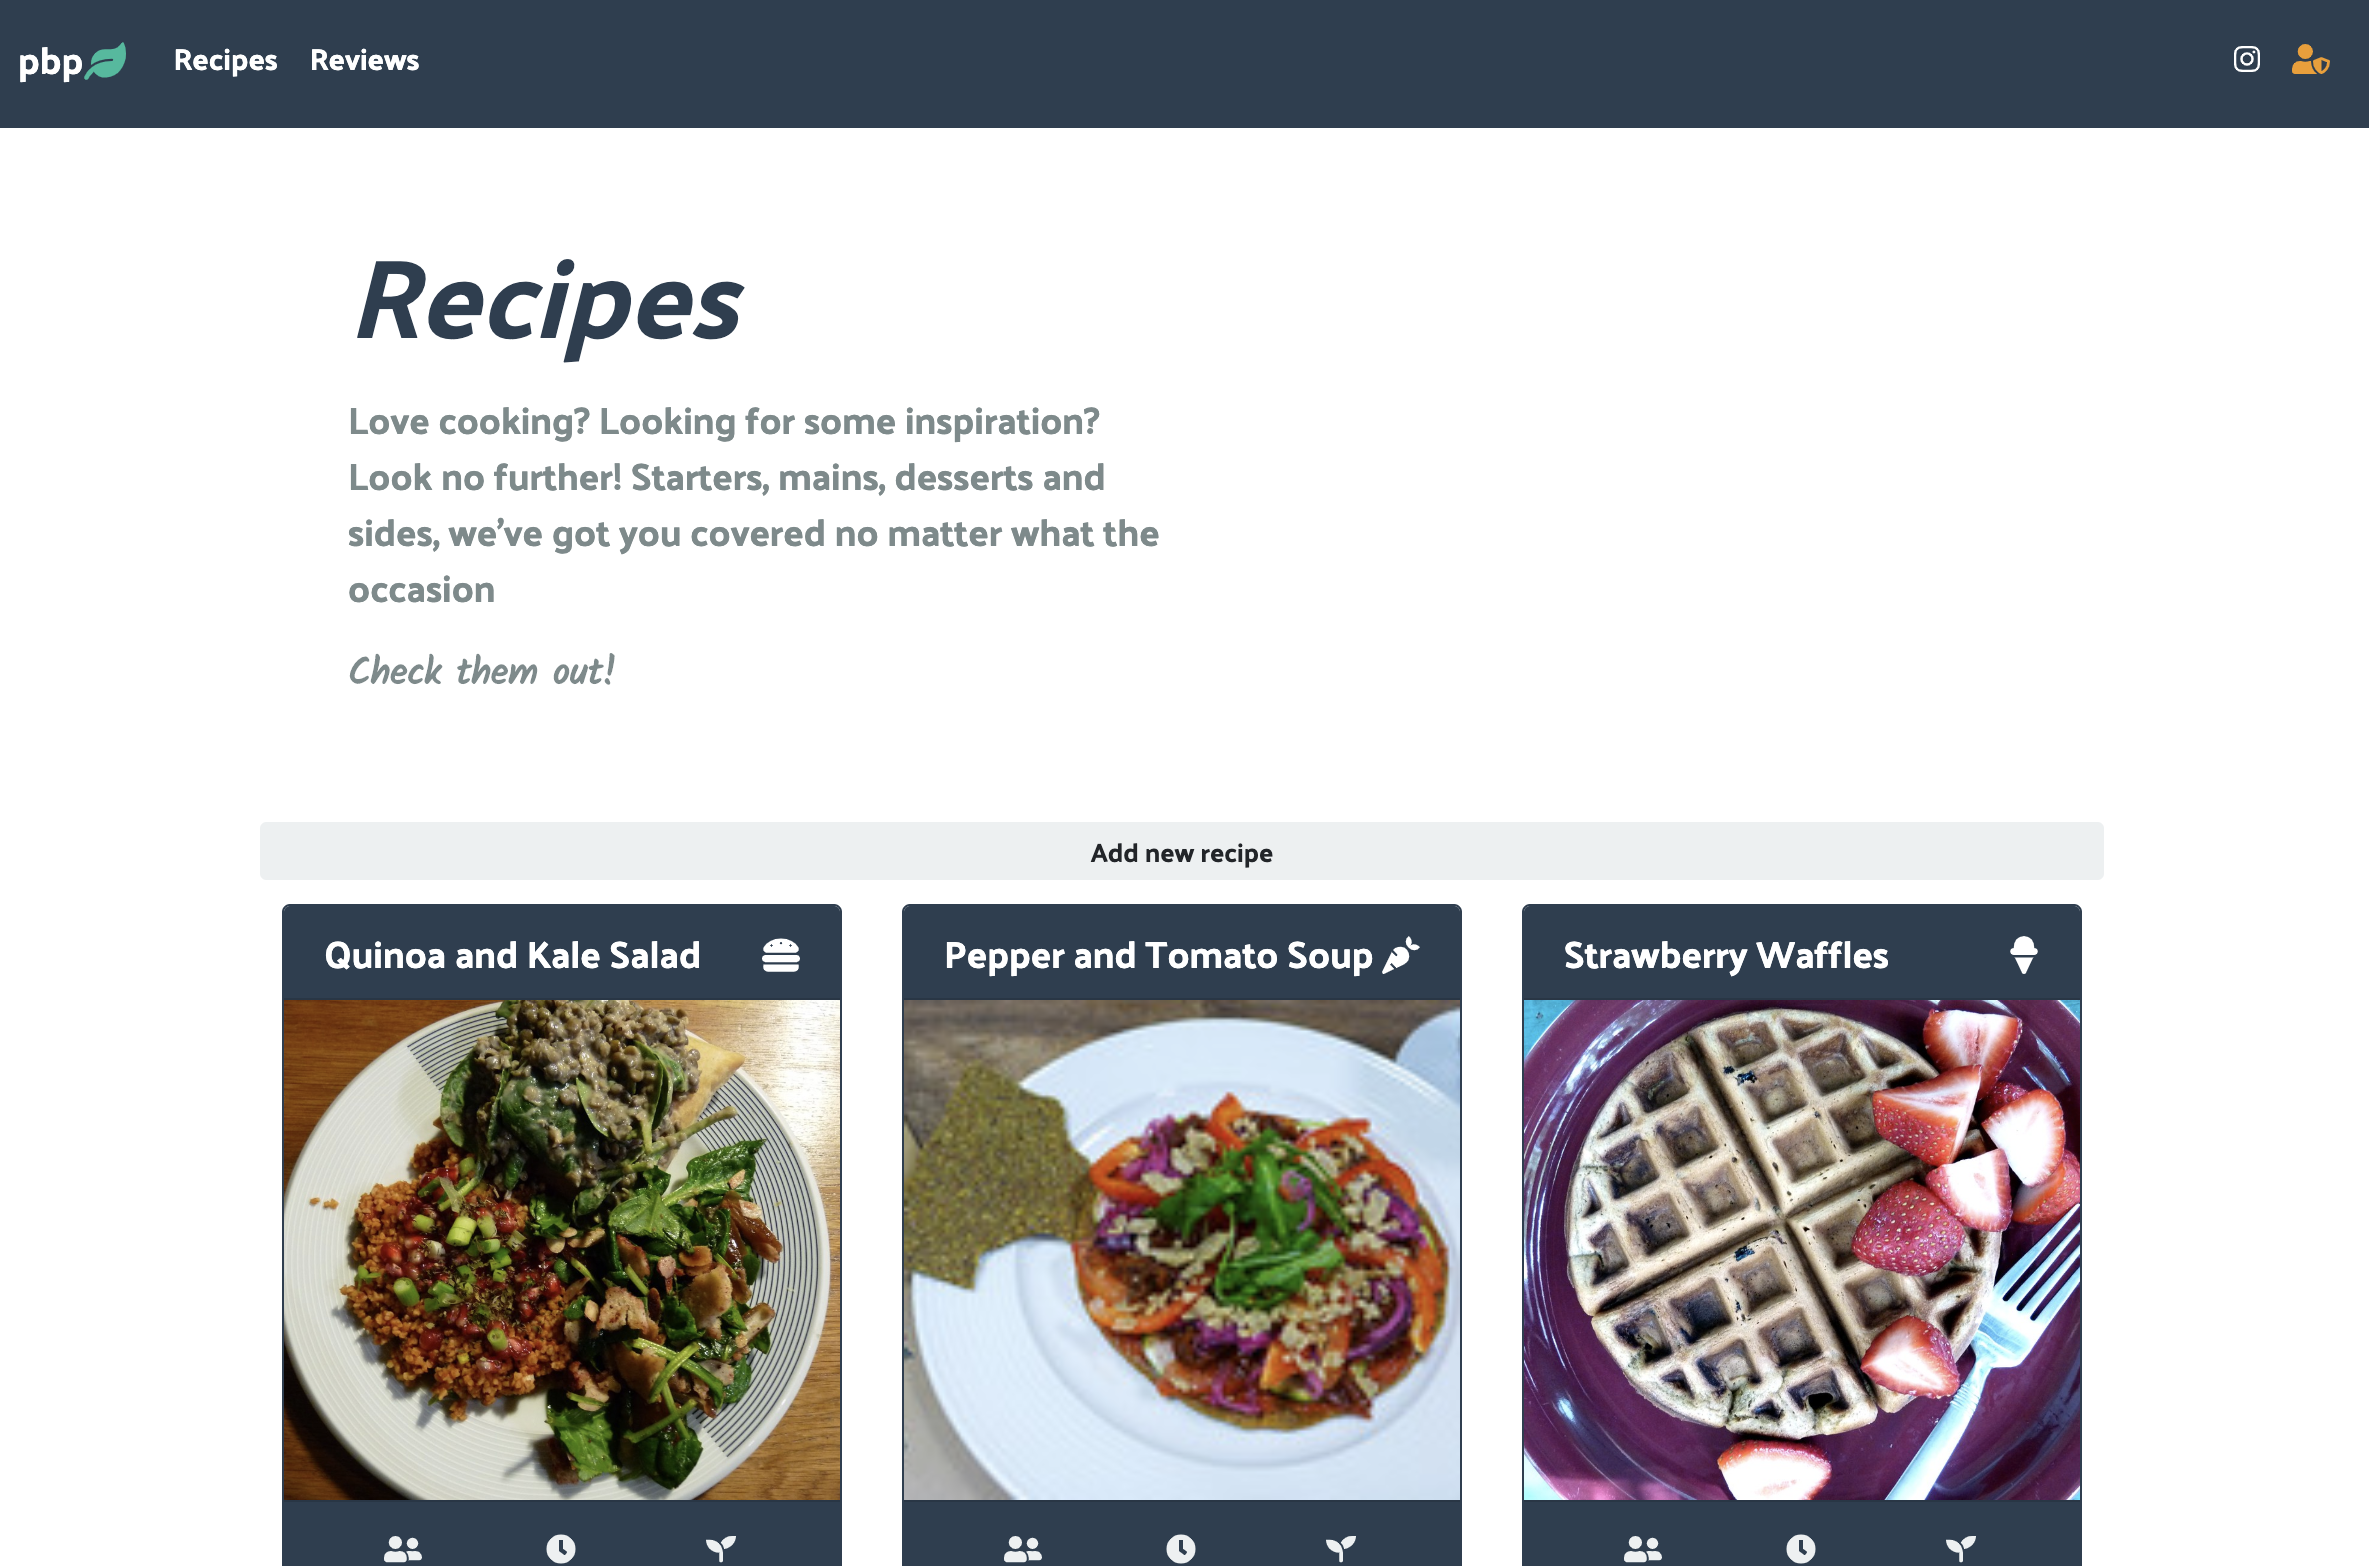 pbp
Recipes
Reviews
Recipes
Love cooking? Looking for some inspiration?
Look no further! Starters, mains, desserts and
sides, we've got you covered no matter what the
occasion
Check them out!
Add new recipe
Quinoa and Kale Salad
Pepper and Tomato Soup
Strawberry Waffles